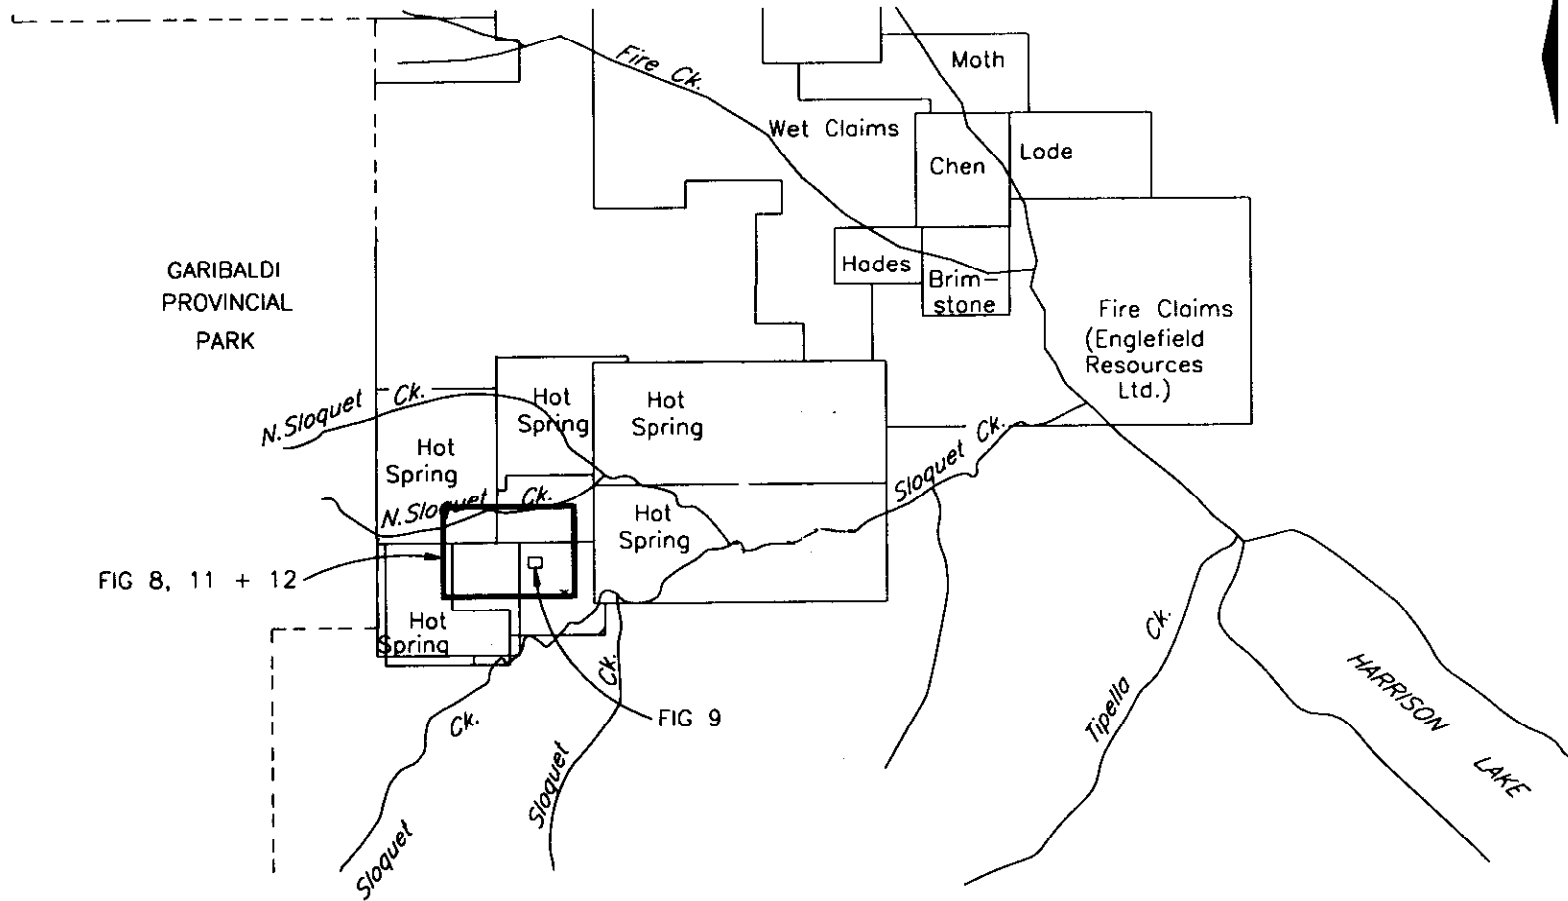 Fire Ck.
Moth
Wet Claims
Chen
Lode
GARIBALDI
PROVINCIAL
PARK
Hades
Brim-
stone
Fire Claims
(Englefield
Resources
Ltd.)
N. Sloquet Ck.
Hot
Spring
Hot
Spring
Hot
Spring
Sloquet Ck.
N. Sloquet Ck.
Hot
Spring
FIG 8, 11 + 12
Hot
Spring
FIG 9
Sloquet Ck.
Sloquet Ck.
Tipella Ck.
HARRISON
LAKE